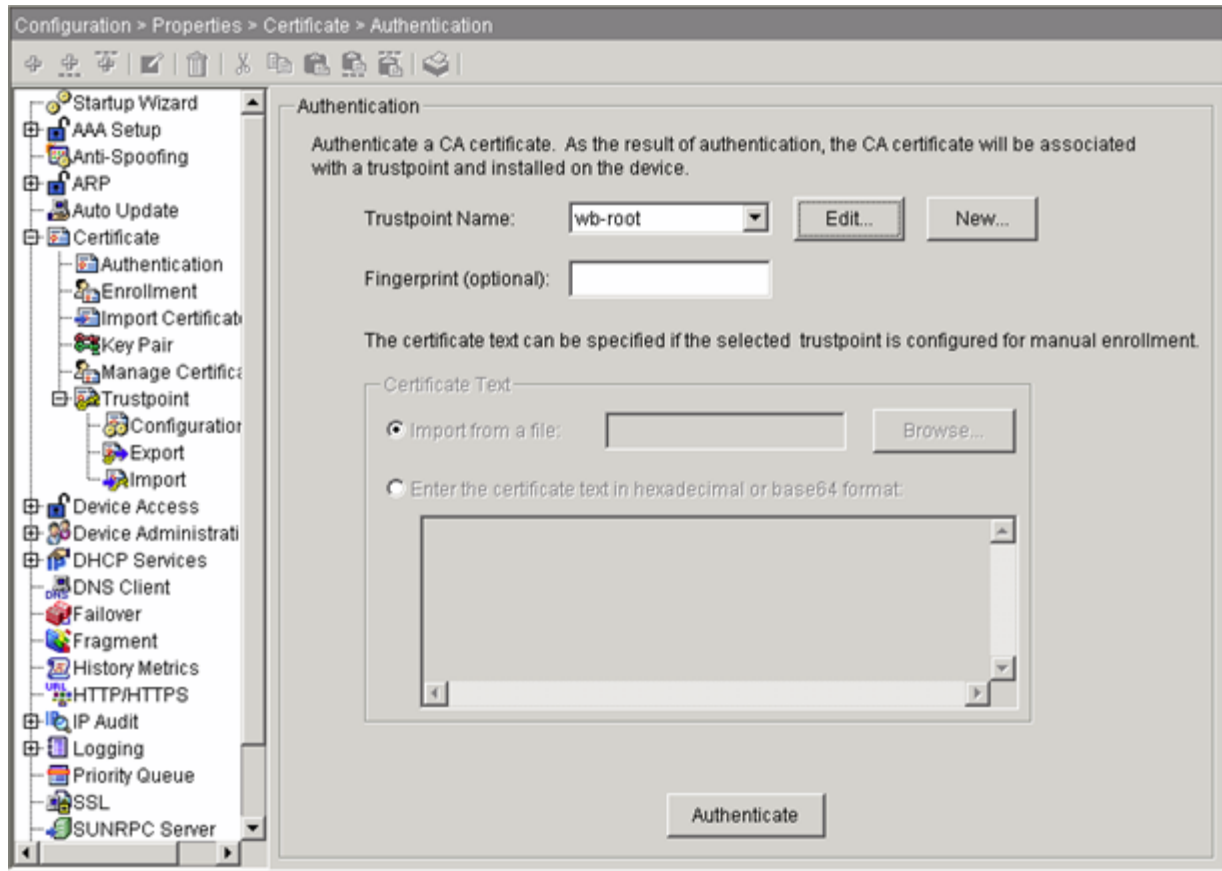 Configuration > Properties > Certificate > Authentication
Startup Wizard
AAA Setup
Anti-Spoofing
ARP
Auto Update
Certificate
Authentication
Enrollment
Import Certificat
Key Pair
Manage Certifica
Trustpoint
Configuration
Export
Import
Device Access
Device Administrati
DHCP Services
DNS Client
Failover
Fragment
History Metrics
HTTP/HTTPS
IP Audit
Logging
Priority Queue
SSL
SUNRPC Server
Authentication
Authenticate a CA certificate. As the result of authentication, the CA certificate will be associated
with a trustpoint and installed on the device.
Trustpoint Name: wb-root Edit... New...
Fingerprint (optional):
The certificate text can be specified if the selected trustpoint is configured for manual enrollment.
Certificate Text
Import from a file: Browse...
Enter the certificate text in hexadecimal or base64 format:
Authenticate